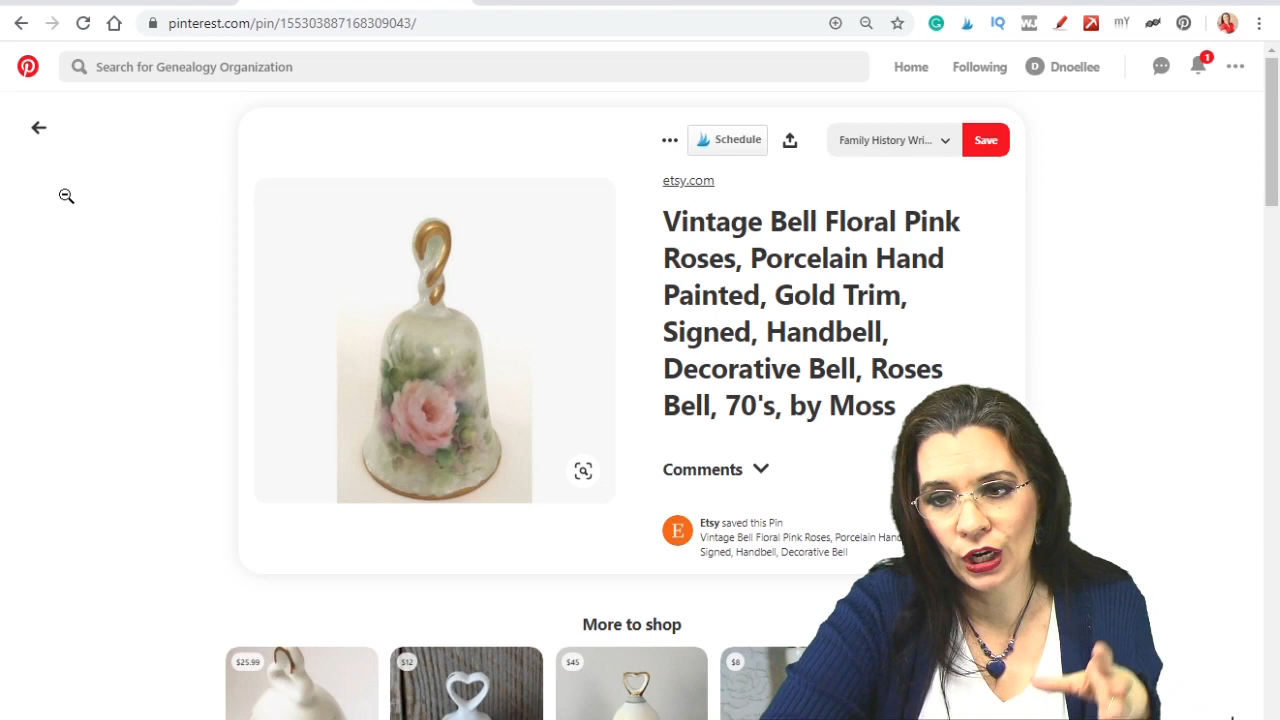 pinterest.com/pin/155303887168309043/
IQ
WJ
mY
Search for Genealogy Organization
Home
Following
D
Dnoellee
1
Schedule
Family History Wri...
Save
etsy.com
Vintage Bell Floral Pink
Roses, Porcelain Hand
Painted, Gold Trim,
Signed, Handbell,
Decorative Bell, Roses
Bell, 70's, by Moss
Comments
E
Etsy saved this Pin
Vintage Bell Floral Pink Roses, Porcelain Hand
Signed, Handbell, Decorative Bell
More to shop
$25.99
$12
$45
$8